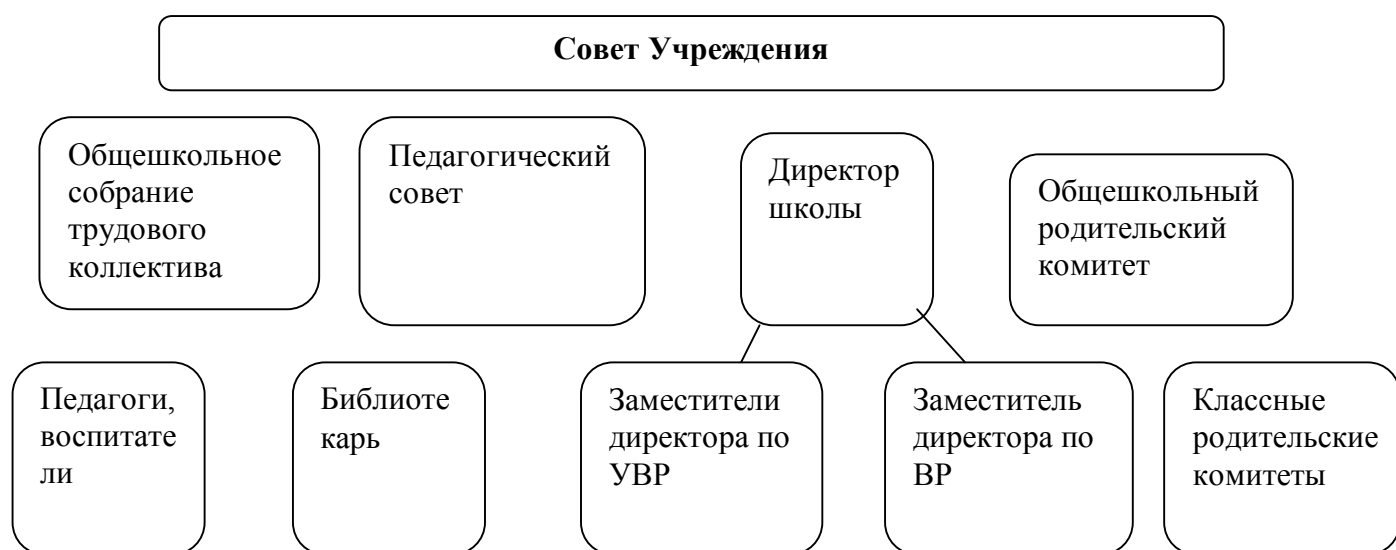 Совет Учреждения
Общешкольное
собрание
трудового
коллектива
Педагогический
совет
Директор
школы
Общешкольный
родительский
комитет
Педагоги,
воспитате
ли
Библиоте
карь
Заместители
директора по
УВР
Заместитель
директора по
ВР
Классные
родительские
комитеты